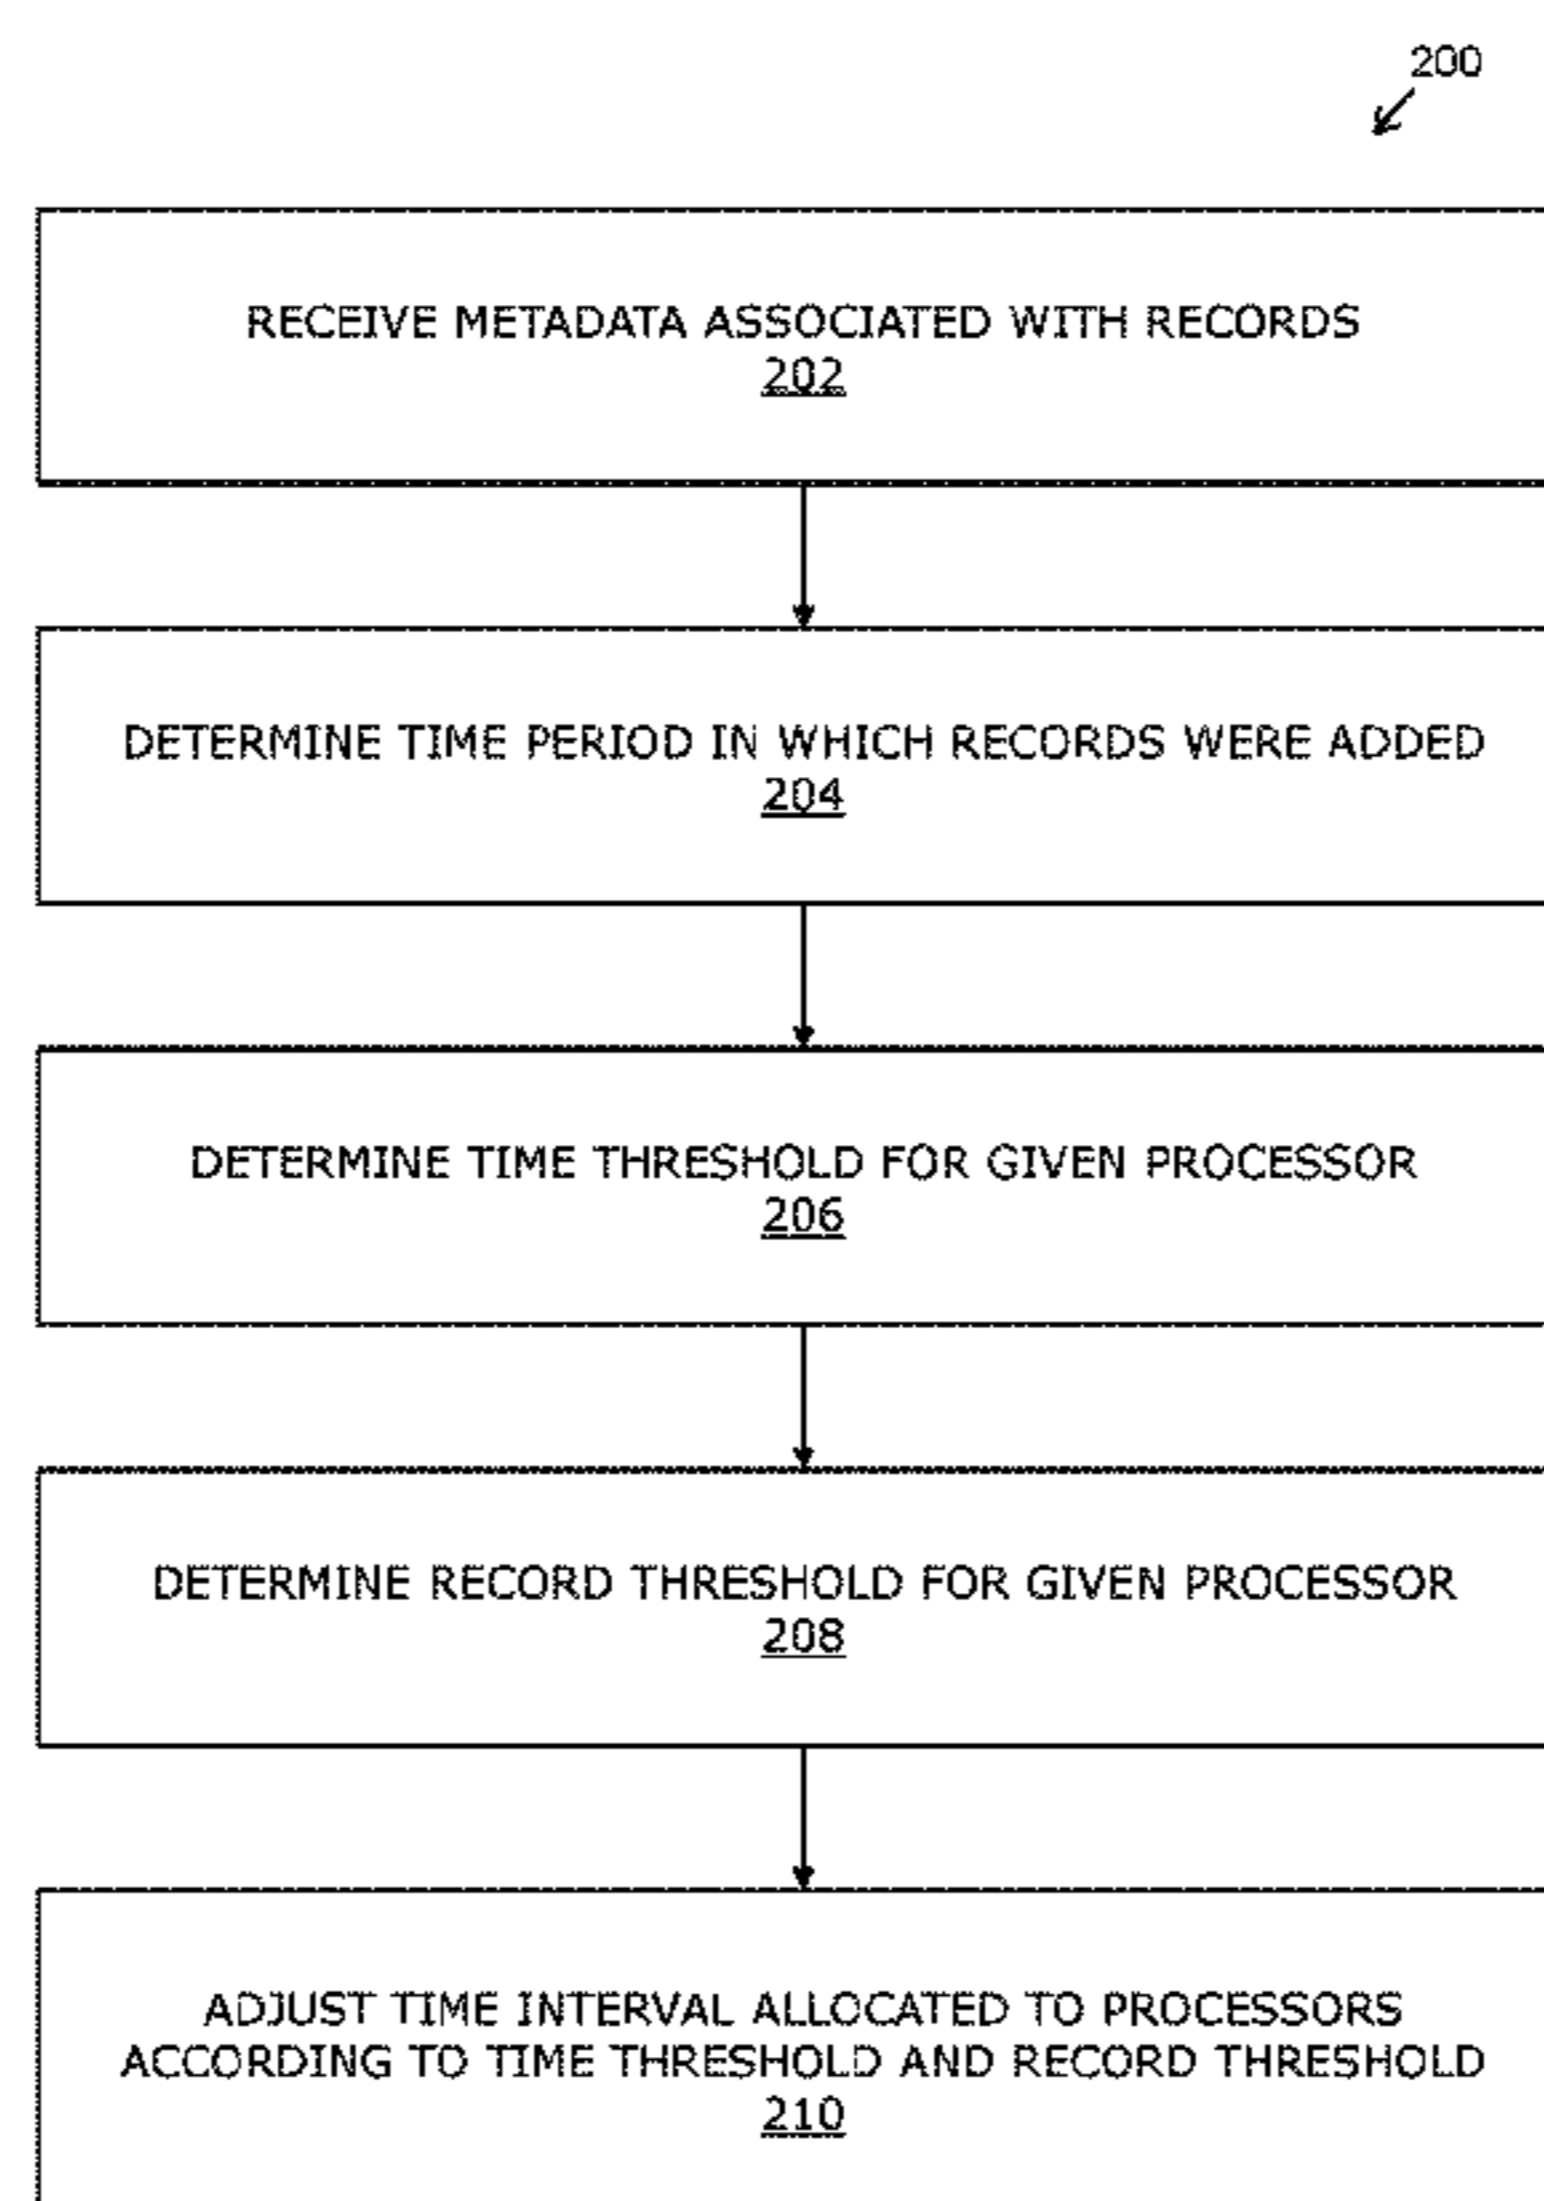 200
RECEIVE METADATA ASSOCIATED WITH RECORDS
202
DETERMINE TIME PERIOD IN WHICH RECORDS WERE ADDED
204
DETERMINE TIME THRESHOLD FOR GIVEN PROCESSOR
206
DETERMINE RECORD THRESHOLD FOR GIVEN PROCESSOR
208
ADJUST TIME INTERVAL ALLOCATED TO PROCESSORS
ACCORDING TO TIME THRESHOLD AND RECORD THRESHOLD
210